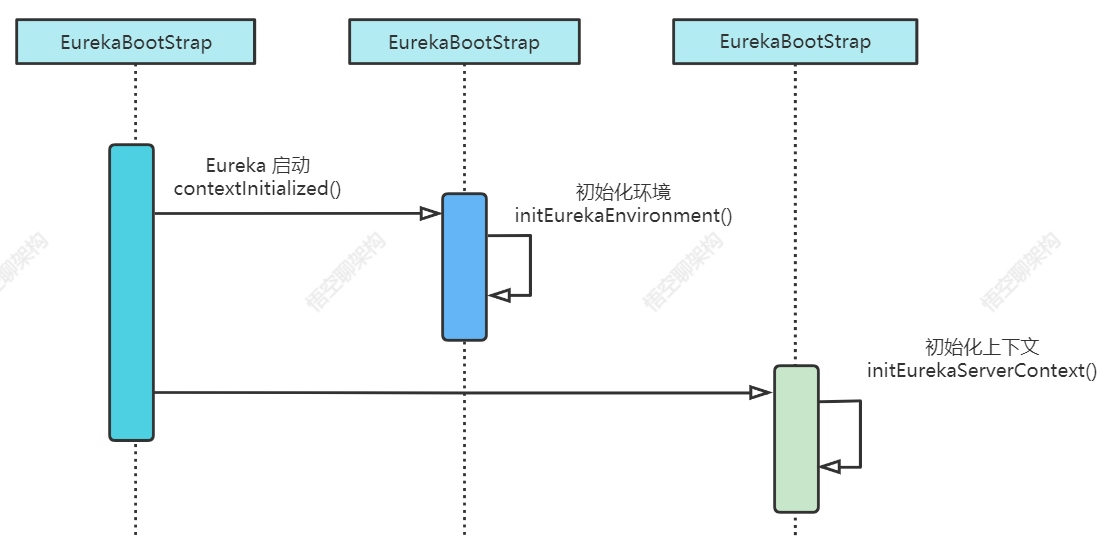 EurekaBootStrap
EurekaBootStrap
EurekaBootStrap
Eureka 启动
contextInitialized()
初始化环境
initEurekaEnvironment()
悟空聊架构
悟空聊架构
悟空聊架构
悟空聊架构
初始化上下文
initEurekaServerContext()